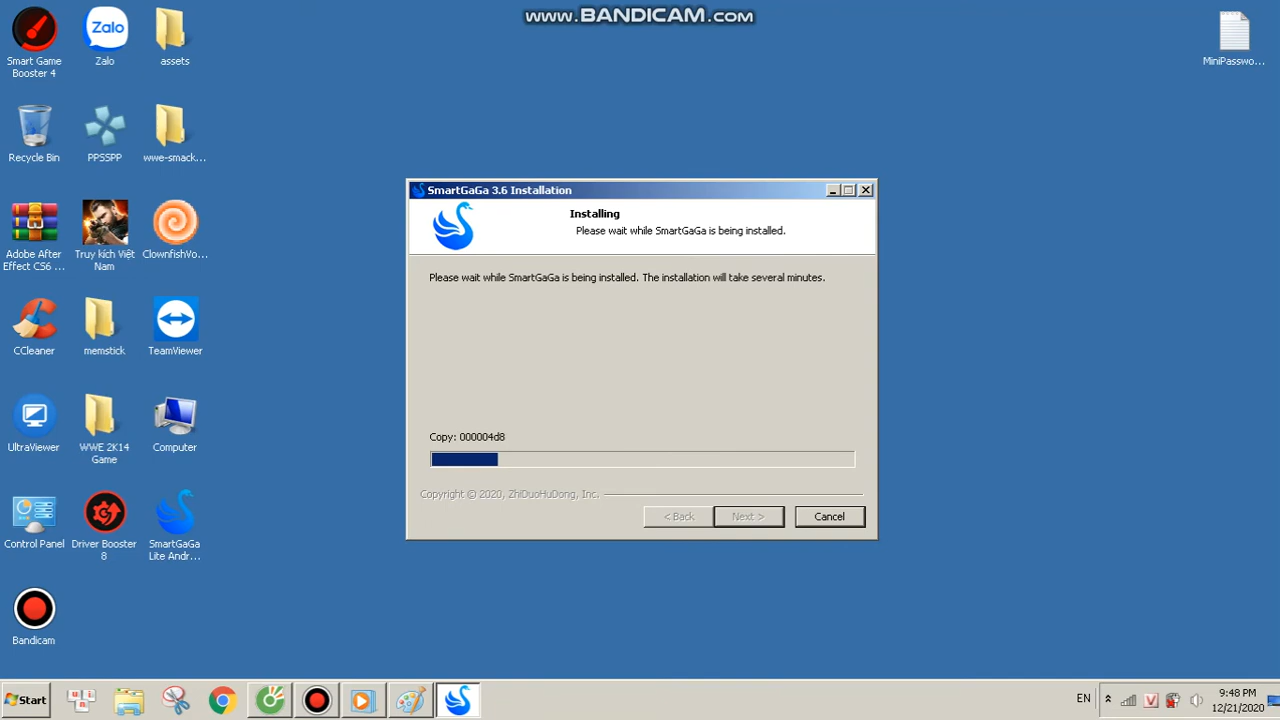 www.BANDICAM.com
Smart Game
Booster 4
Zalo
Zalo
assets
MiniPasswo...
Recycle Bin
PPSSPP
wwe-smack...
Adobe After
Effect CS6 ...
Truy kích Việt
Nam
ClownfishVo...
CCleaner
memstick
TeamViewer
UltraViewer
WWE 2K14
Game
Computer
Control Panel
Driver Booster
8
SmartGaGa
Lite Andr...
Bandicam
SmartGaGa 3.6 Installation
Installing
Please wait while SmartGaGa is being installed.
Please wait while SmartGaGa is being installed. The installation will take several minutes.
Copy: 000004d8
Copyright © 2020, ZhiDuoHuDong, Inc.
< Back
Next >
Cancel
Start
EN
9:48 PM
12/21/2020